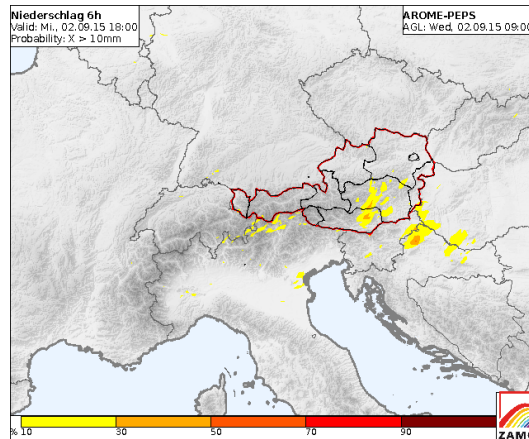 Niederschlag 6h
Valid: Mi., 02.09.15 18:00
Probability: X > 10mm
AROME-PEPS
AGL: Wed, 02.09.15 09:00
% 10 30 50 70 90